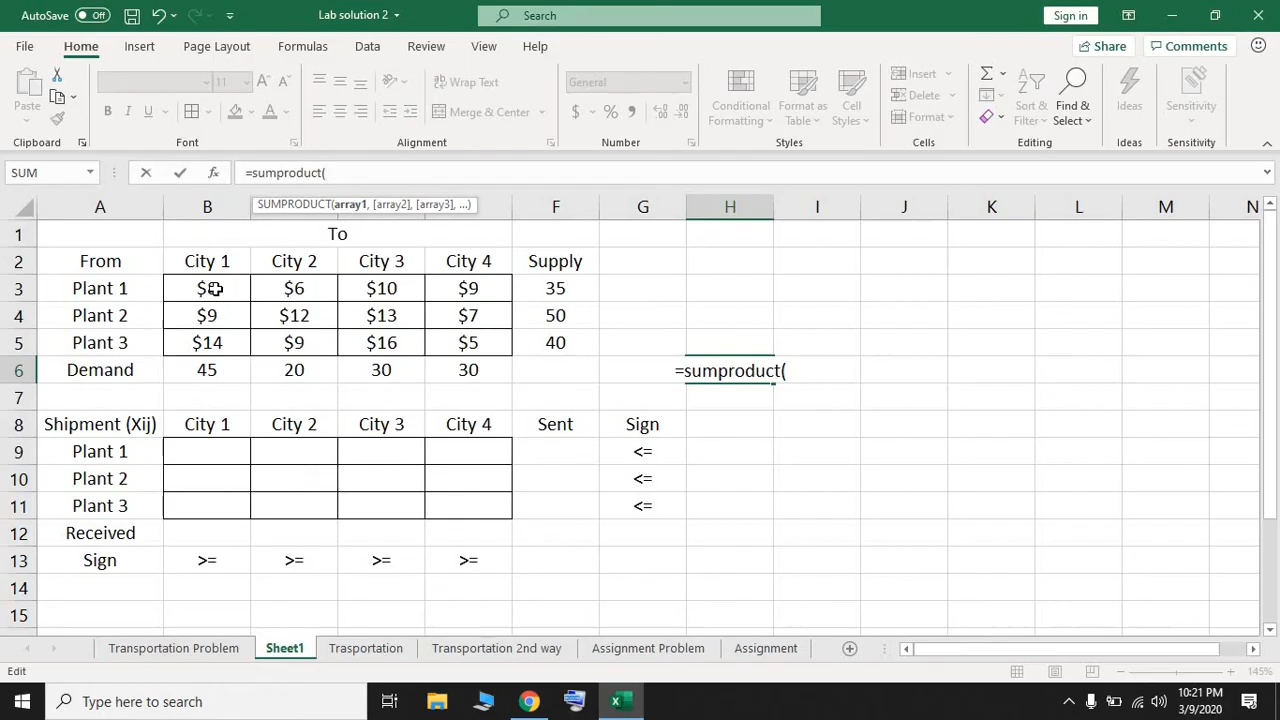 AutoSave Off Lab solution 2 Search Sign in
File Home Insert Page Layout Formulas Data Review View Help Share Comments
Paste 11 Wrap Text General Conditional Formatting Format as Table Cell Styles Insert Sort & Filter Find & Select Ideas Sensitivity
B I U A Merge & Center $ % Delete
Format
Clipboard Font Alignment Number Styles Cells Editing Ideas Sensitivity
SUM fx =sumproduct(
SUMPRODUCT(array1, [array2], [array3], ...)
A B F G H I J K L M N
1 To
2 From City 1 City 2 City 3 City 4 Supply
3 Plant 1 $ $6 $10 $9 35
4 Plant 2 $9 $12 $13 $7 50
5 Plant 3 $14 $9 $16 $5 40
6 Demand 45 20 30 30 =sumproduct(
7
8 Shipment (Xij) City 1 City 2 City 3 City 4 Sent Sign
9 Plant 1 <=
10 Plant 2 <=
11 Plant 3 <=
12 Received
13 Sign >= >= >= >=
14
15
Transportation Problem Sheet1 Trasportation Transportation 2nd way Assignment Problem Assignment
Edit 145%
Type here to search 10:21 PM
3/9/2020